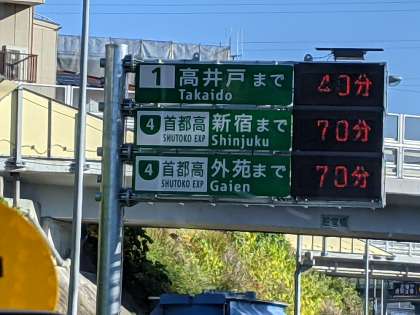 1 高井戸 まで 40分
Takaido
4 首都高 新宿まで 70分
SHUTOKO EXP Shinjuku
4 首都高 外苑まで 70分
SHUTOKO EXP Gaien